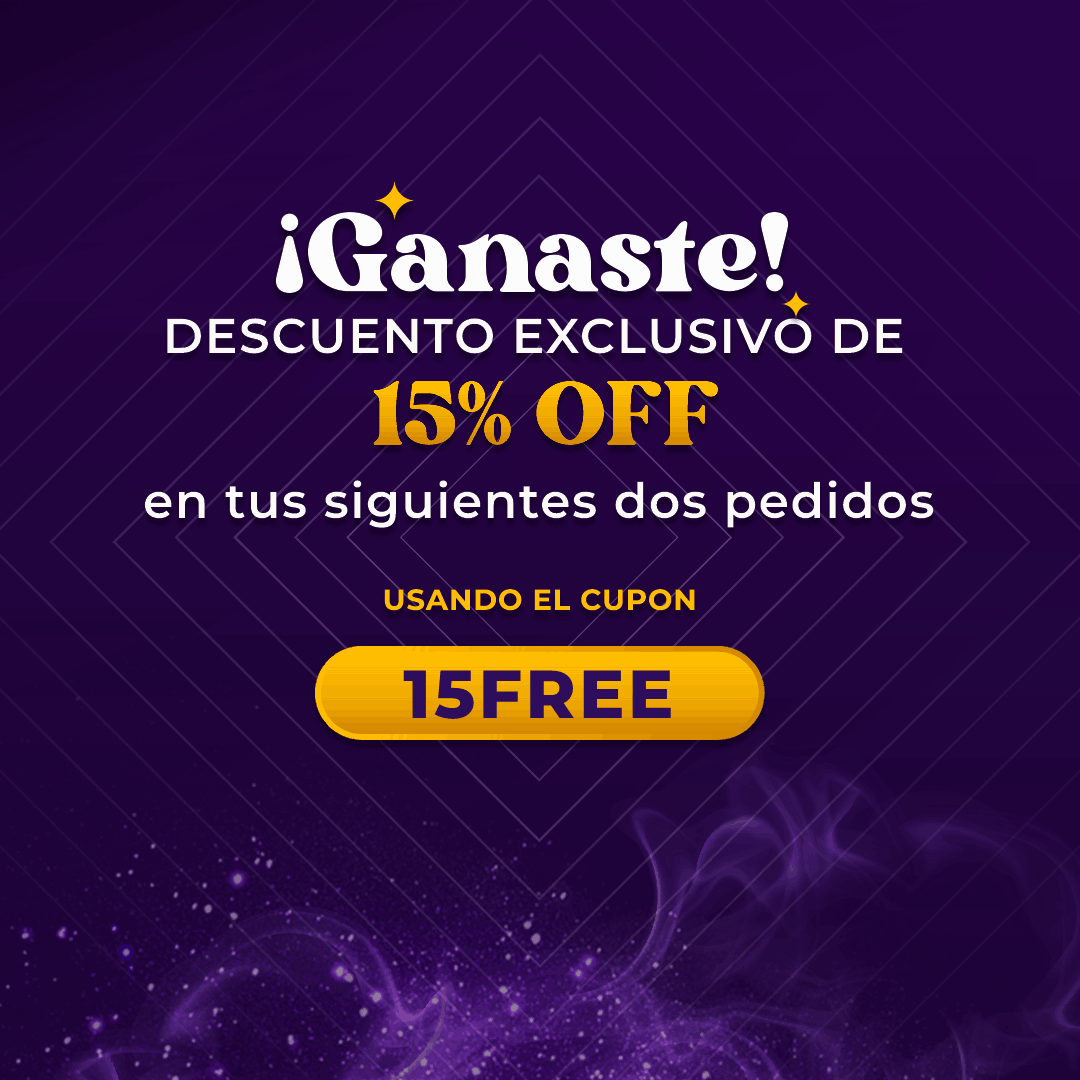 ¡Ganaste!
DESCUENTO EXCLUSIVO DE
15% OFF
en tus siguientes dos pedidos
USANDO EL CUPON
15FREE